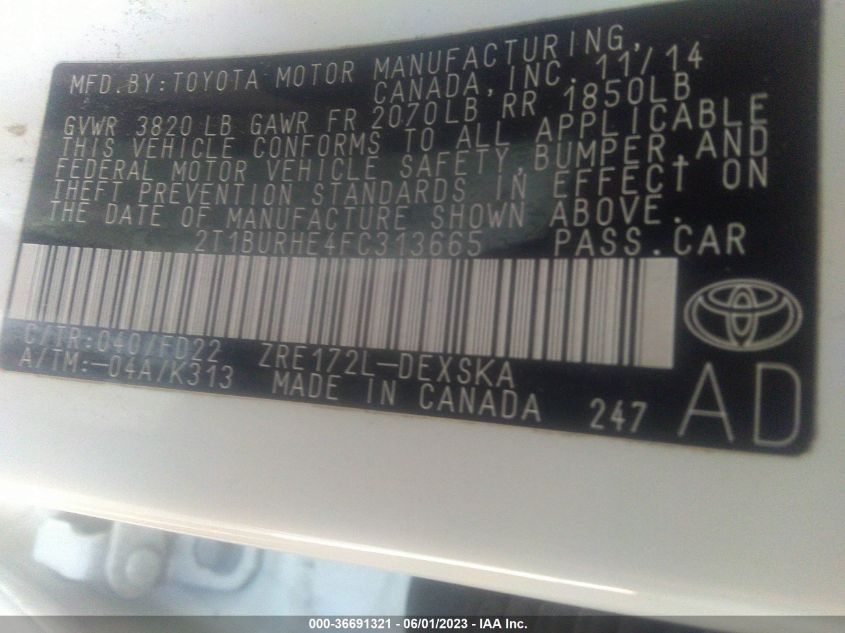 MFD.BY:TOYOTA MOTOR MANUFACTURING,
CANADA,INC. 11/14
GVWR 3820 LB GAWR FR 2070LB RR 1850LB
THIS VEHICLE CONFORMS TO ALL APPLICABLE
FEDERAL MOTOR VEHICLE SAFETY,BUMPER,AND
THEFT PREVENTION STANDARDS IN EFFECT ON
THE DATE OF MANUFACTURE SHOWN ABOVE.
2T1BURHE4FC313665 PASS.CAR
C/TR:040/FD22 ZRE172L-DEXSKA
A/TM:-04A/K313 MADE IN CANADA 247 AD
000-36691321 - 06/01/2023 - IAA Inc.